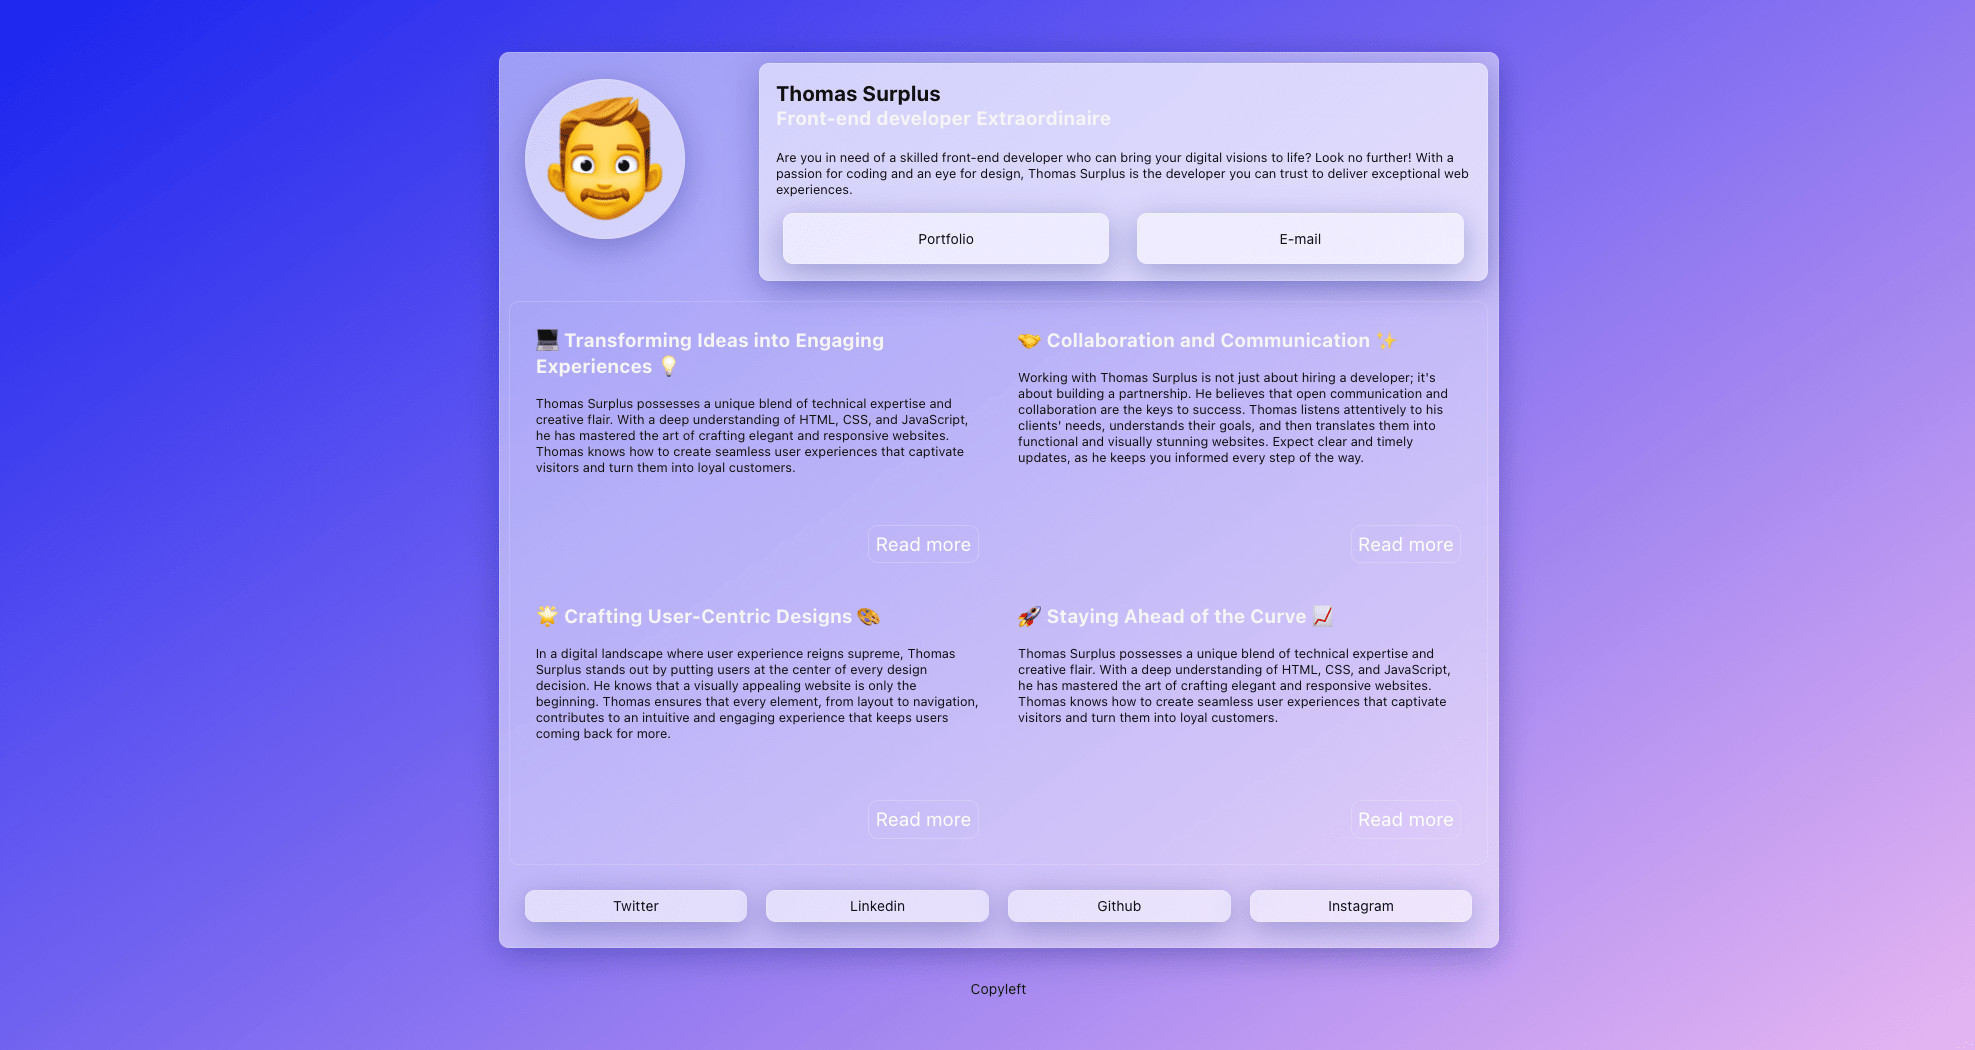 Thomas Surplus
Front-end developer Extraordinaire
Are you in need of a skilled front-end developer who can bring your digital visions to life? Look no further! With a
passion for coding and an eye for design, Thomas Surplus is the developer you can trust to deliver exceptional web
experiences.
Portfolio
E-mail
💻 Transforming Ideas into Engaging
Experiences 💡
Thomas Surplus possesses a unique blend of technical expertise and
creative flair. With a deep understanding of HTML, CSS, and JavaScript,
he has mastered the art of crafting elegant and responsive websites.
Thomas knows how to create seamless user experiences that captivate
visitors and turn them into loyal customers.
Read more
🤝 Collaboration and Communication ✨
Working with Thomas Surplus is not just about hiring a developer; it's
about building a partnership. He believes that open communication and
collaboration are the keys to success. Thomas listens attentively to his
clients' needs, understands their goals, and then translates them into
functional and visually stunning websites. Expect clear and timely
updates, as he keeps you informed every step of the way.
Read more
🌟 Crafting User-Centric Designs 🎨
In a digital landscape where user experience reigns supreme, Thomas
Surplus stands out by putting users at the center of every design
decision. He knows that a visually appealing website is only the
beginning. Thomas ensures that every element, from layout to navigation,
contributes to an intuitive and engaging experience that keeps users
coming back for more.
Read more
🚀 Staying Ahead of the Curve 📈
Thomas Surplus possesses a unique blend of technical expertise and
creative flair. With a deep understanding of HTML, CSS, and JavaScript,
he has mastered the art of crafting elegant and responsive websites.
Thomas knows how to create seamless user experiences that captivate
visitors and turn them into loyal customers.
Read more
Twitter
Linkedin
Github
Instagram
Copyleft